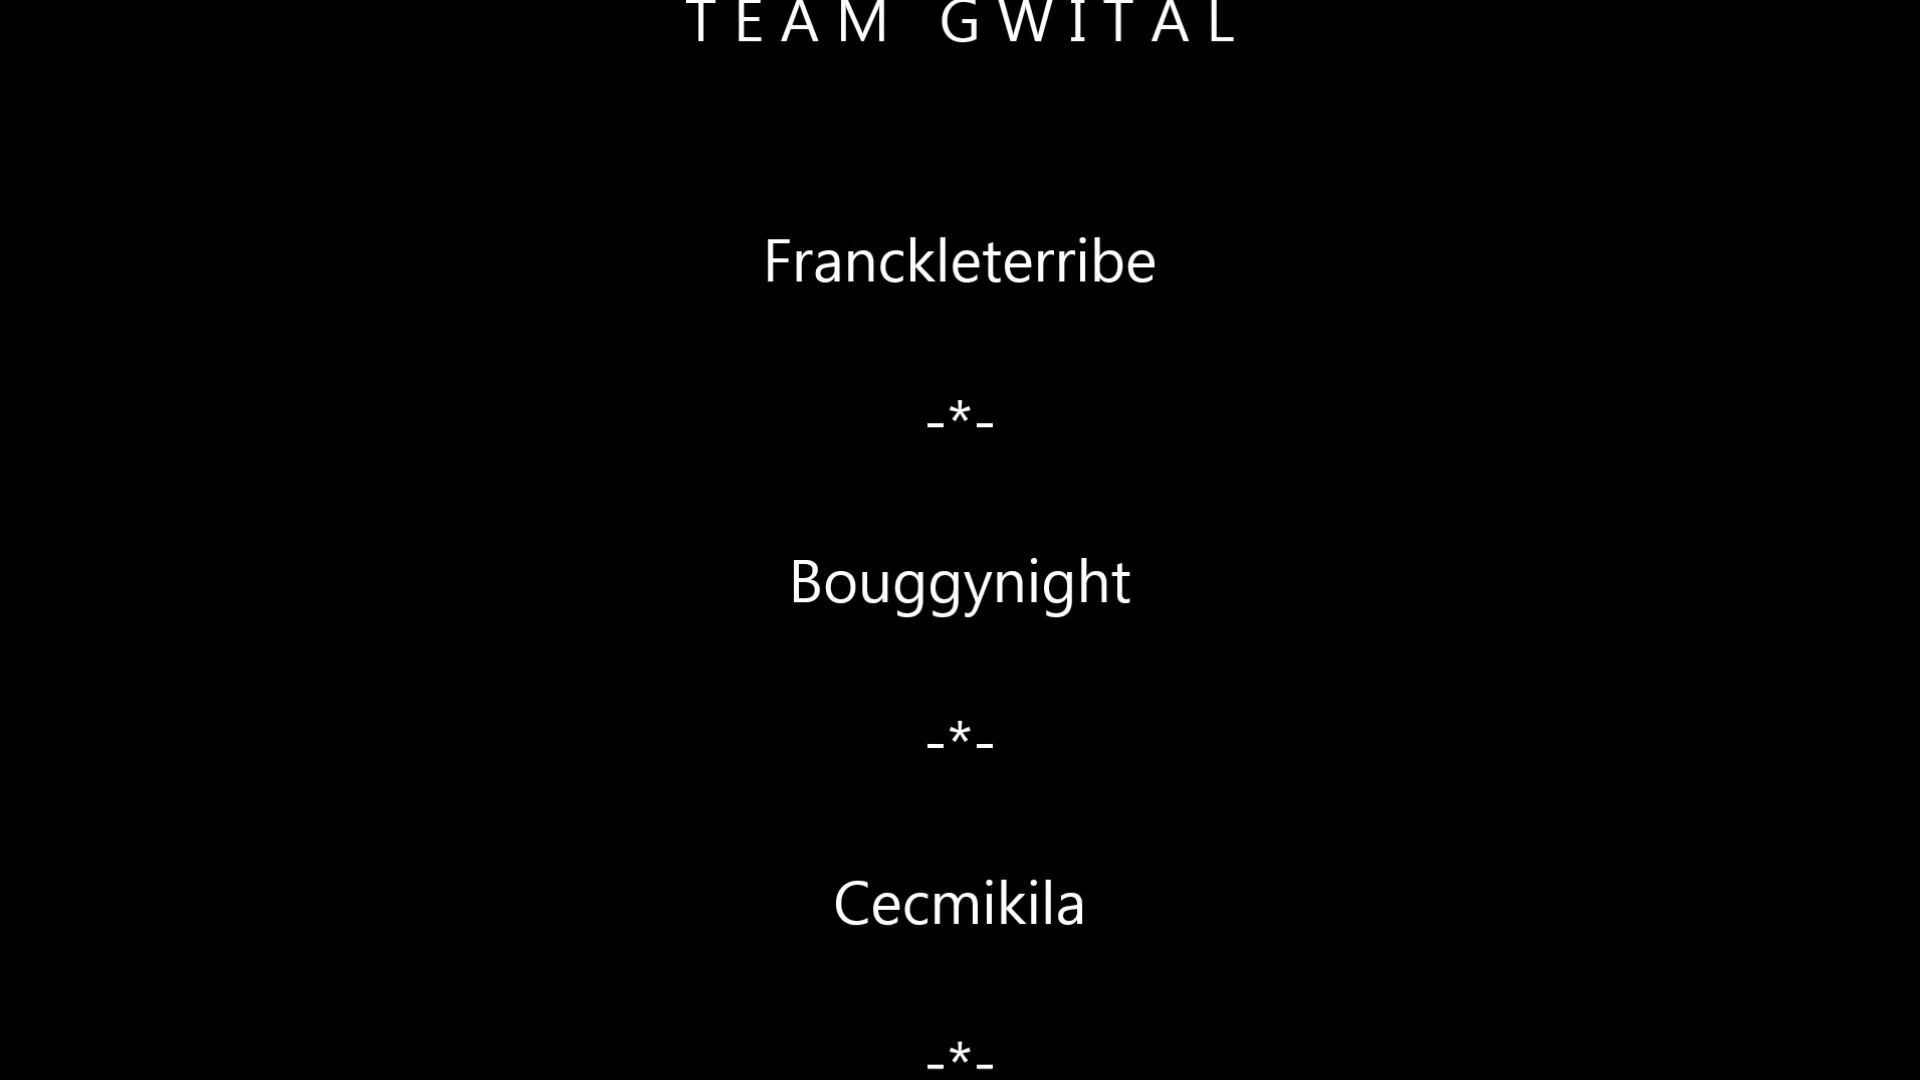 TEAM GWITAL
Franckleterribe
-*-
Bouggynight
-*-
Cecmikila
-*-